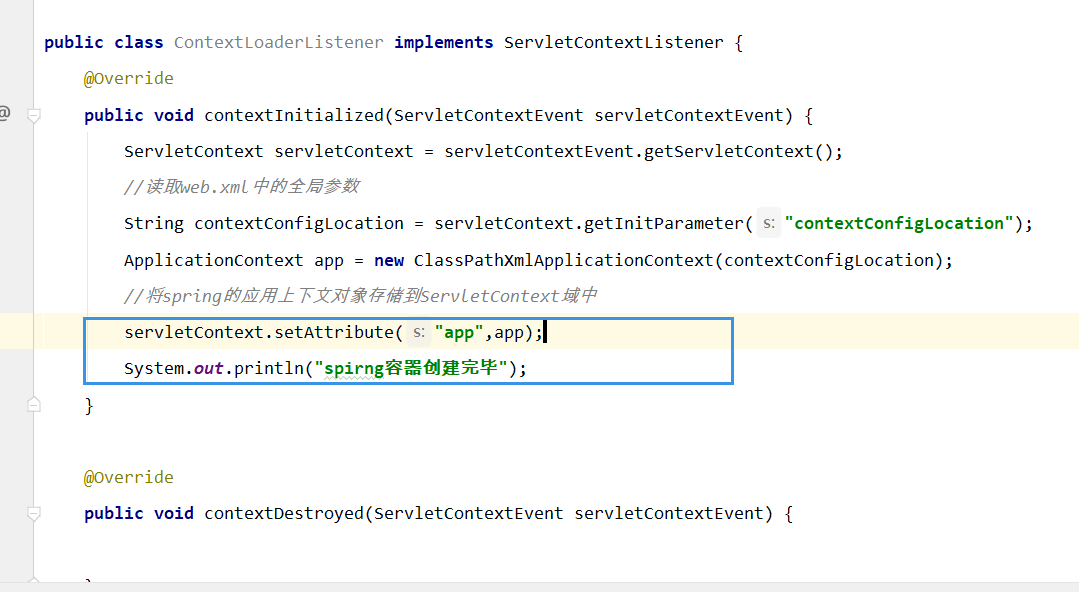 public class ContextLoaderListener implements ServletContextListener {
@Override
@
public void contextInitialized(ServletContextEvent servletContextEvent) {
ServletContext servletContext = servletContextEvent.getServletContext();
//读取web.xml中的全局参数
String contextConfigLocation = servletContext.getInitParameter( s: "contextConfigLocation");
ApplicationContext app = new ClassPathXmlApplicationContext(contextConfigLocation);
//将spring的应用上下文对象存储到ServletContext域中
servletContext.setAttribute( s: "app",app);
System.out.println("spirng容器创建完毕");
}
@Override
public void contextDestroyed(ServletContextEvent servletContextEvent) {